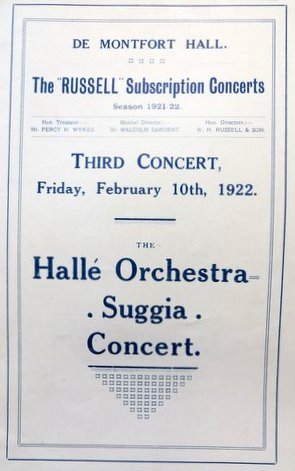 DE MONTFORT HALL.
The "RUSSELL" Subscription Concerts
Season 1921-22.
Hon. Treasurer :— Musical Director : Hon. Directors :—
Mr. PERCY H. WYKES. Dr. MALCOLM SARGENT. W. H. RUSSELL & SON.
THIRD CONCERT,
Friday, February 10th, 1922.
THE
Hallé Orchestra=
. Suggia .
Concert.